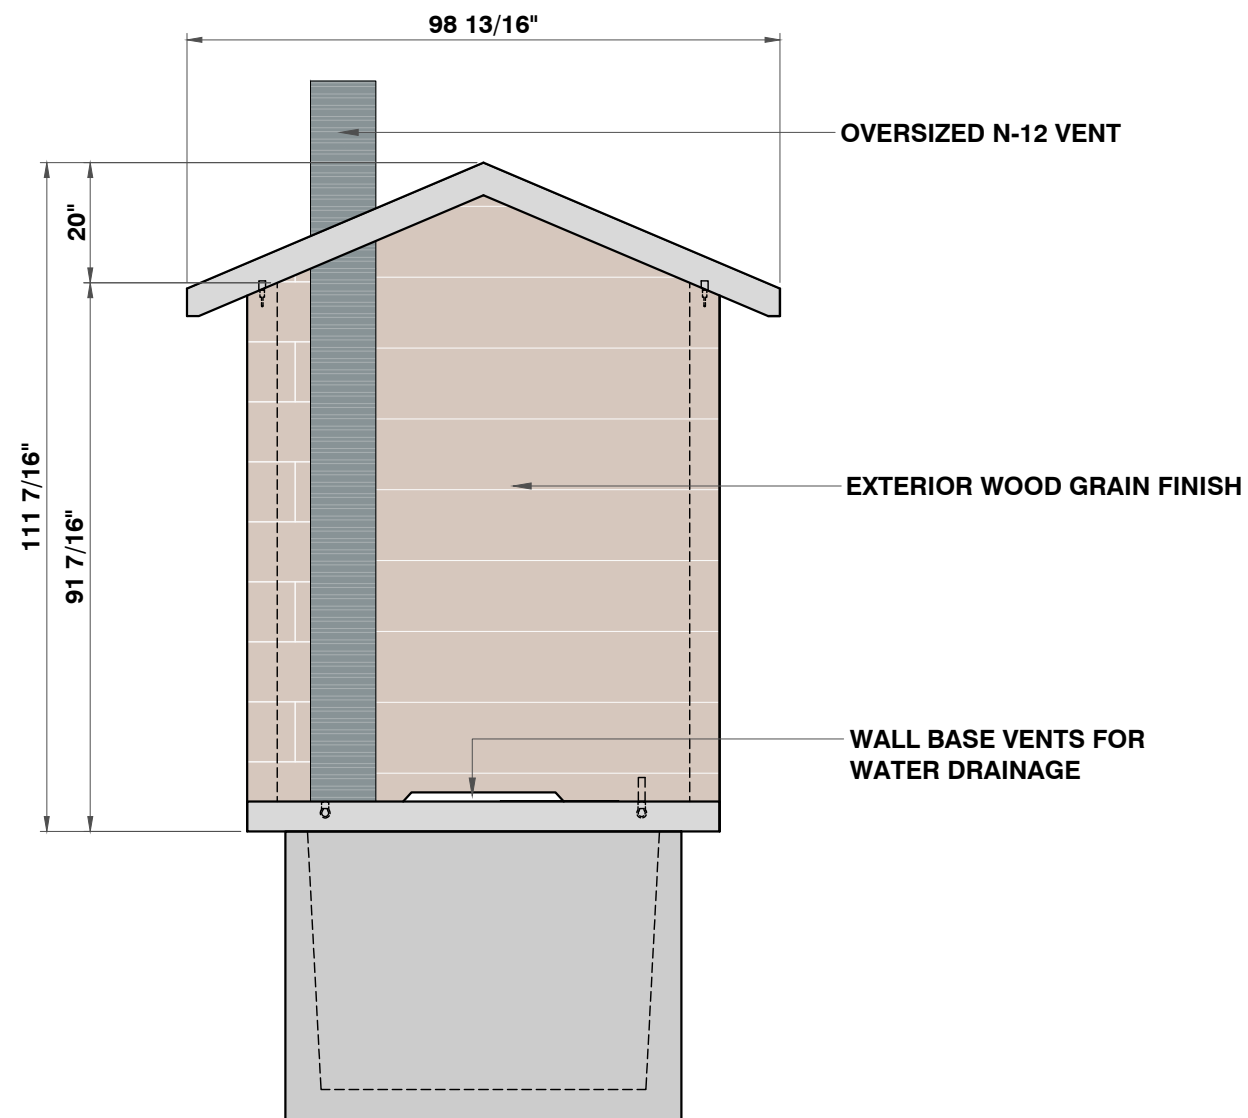 98 13/16"
OVERSIZED N-12 VENT
20"
111 7/16"
91 7/16"
EXTERIOR WOOD GRAIN FINISH
WALL BASE VENTS FOR
WATER DRAINAGE